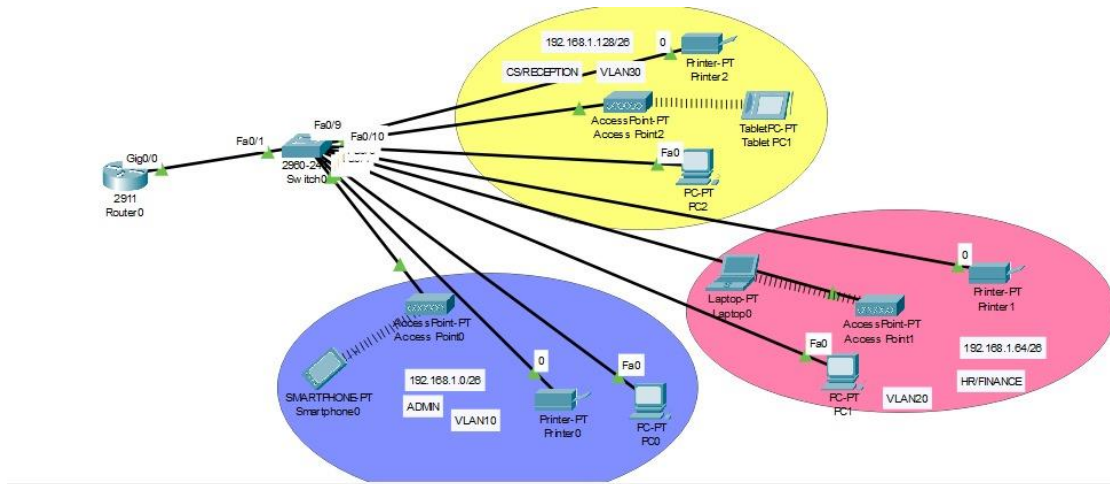 192.168.1.128/26
0
Printer-PT
Printer2
CS/RECEPTION
VLAN30
AccessPoint-PT
Access Point2
TabletPC-PT
Tablet PC1
Fa0/9
Fa0/10
Fa0/1
Gig0/0
2960-24
Switch0
2911
Router0
Fa0
PC-PT
PC2
0
Printer-PT
Printer1
Laptop-PT
Laptop0
AccessPoint-PT
Access Point1
192.168.1.64/26
HR/FINANCE
Fa0
PC-PT
PC1
VLAN20
AccessPoint-PT
Access Point0
SMARTPHONE-PT
Smartphone0
192.168.1.0/26
ADMIN
VLAN10
0
Printer-PT
Printer0
Fa0
PC-PT
PC0